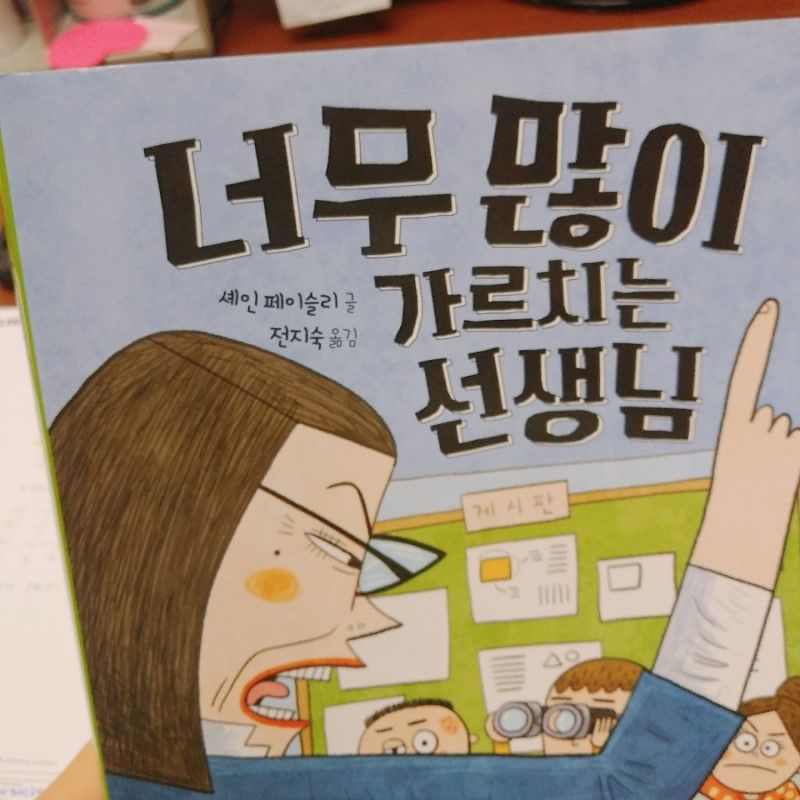 너무 많이
가르치는
선생님
셰인 페이슬리 글
전지숙 옮김
게시판